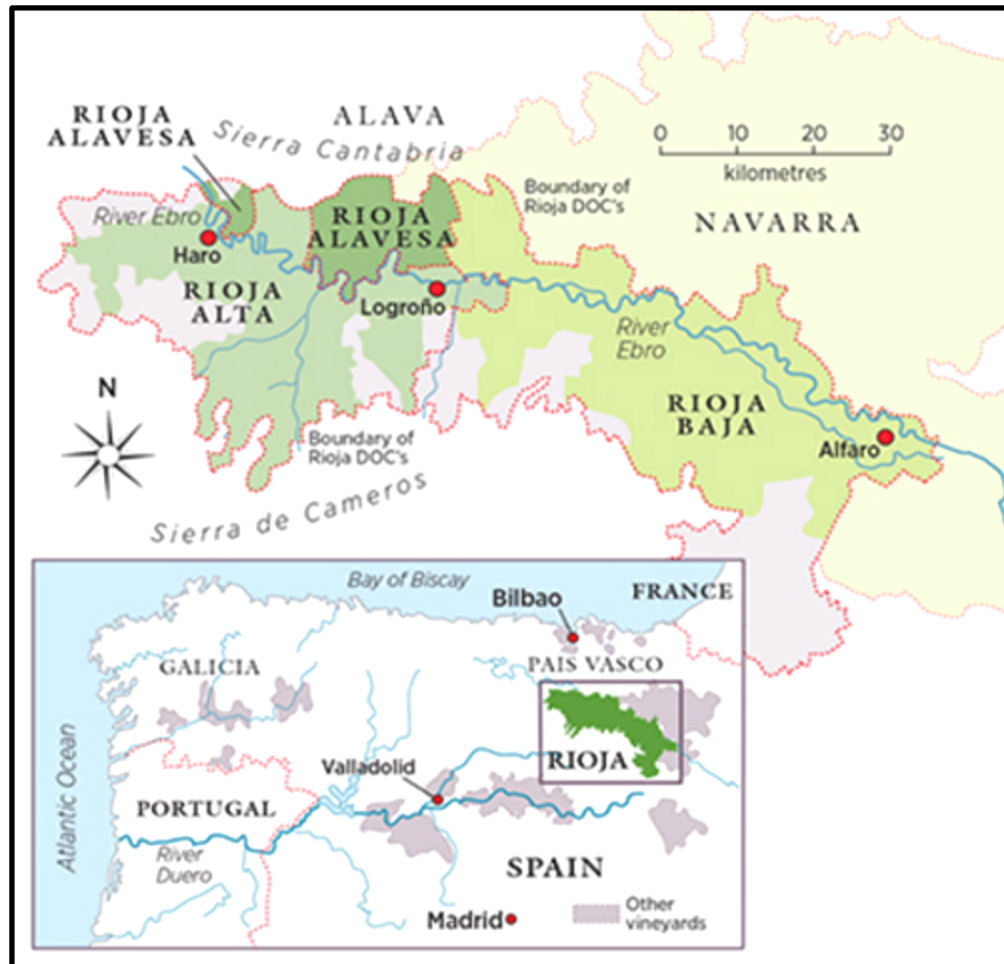 RIOJA
ALAVESA
ALAVA
Sierra Cantabria
0 10 20 30
kilometres
Boundary of
Rioja DOC's
NAVARRA
River Ebro
RIOJA
ALAVESA
Haro
RIOJA
ALTA
Logroño
River
Ebro
RIOJA
BAJA
Alfaro
N
Boundary of
Rioja DOC's
Sierra de Cameros
Bay of Biscay
FRANCE
Bilbao
GALICIA
PAIS VASCO
RIOJA
Valladolid
Atlantic Ocean
PORTUGAL
River
Duero
SPAIN
Madrid
Other
vineyards